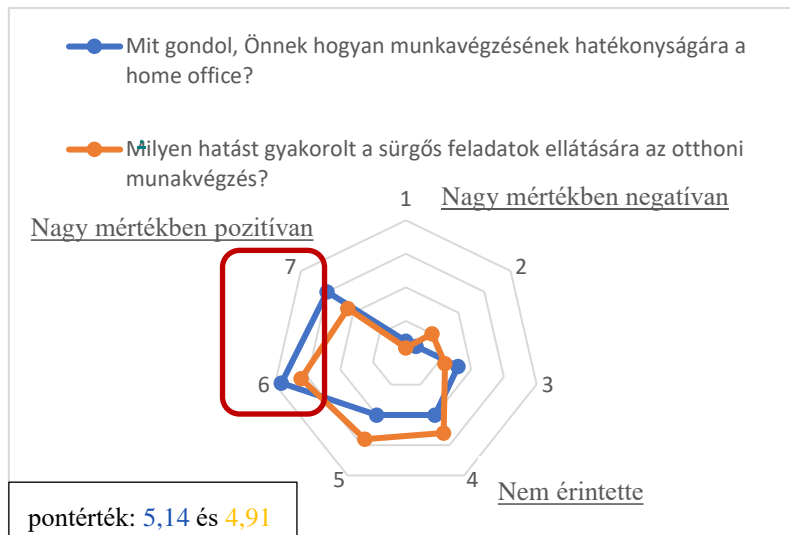 Mit gondol, Önnek hogyan munkavégzésének hatékonyságára a
home office?
Milyen hatást gyakorolt a sürgős feladatok ellátására az otthoni
munakvégzés?
1
Nagy mértékben negatívan
Nagy mértékben pozitívan
7
2
6
3
5
4
Nem érintette
pontérték: 5,14 és 4,91